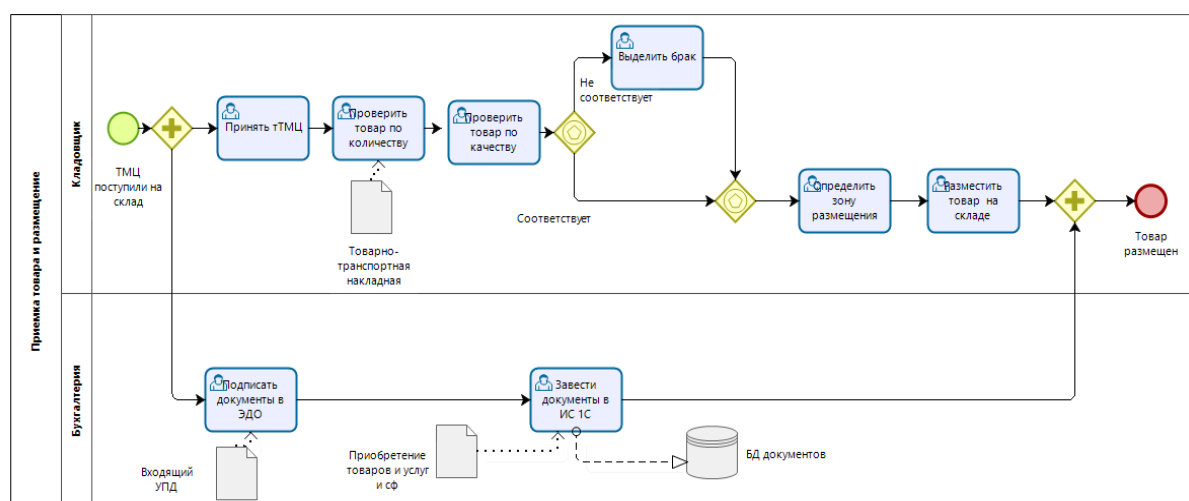 Приемка товара и размещение
Кладовщик
ТМЦ
поступили на
склад
Принять тТМЦ
Проверить
товар по
количеству
Проверить
товар по
качеству
Не
соответствует
Выделить брак
Соответствует
Определить
зону
размещения
Разместить
товар на
складе
Товар
размещен
Товарно-
транспортная
накладная
Бухгалтерия
Подписать
документы в
ЭДО
Завести
документы в
ИС 1С
Входящий
УПД
Приобретение
товаров и услуг
и сф
БД документов